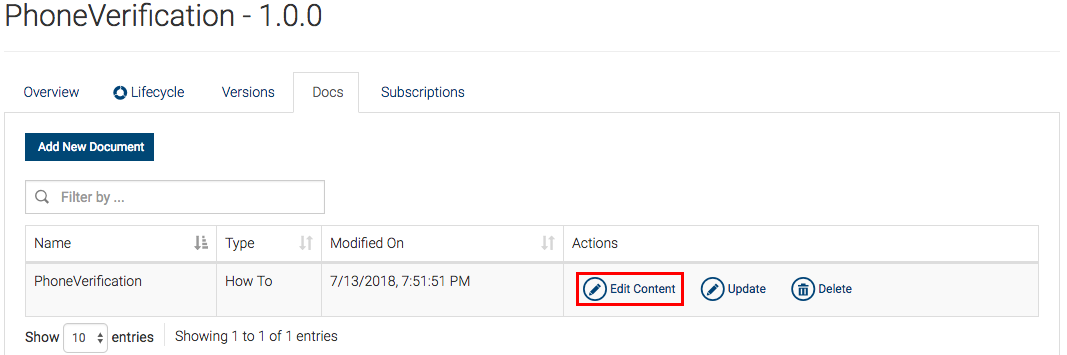 PhoneVerification - 1.0.0
Overview Lifecycle Versions Docs Subscriptions
Add New Document
Filter by ...
Name Type Modified On Actions
PhoneVerification How To 7/13/2018, 7:51:51 PM Edit Content Update Delete
Show 10 entries Showing 1 to 1 of 1 entries